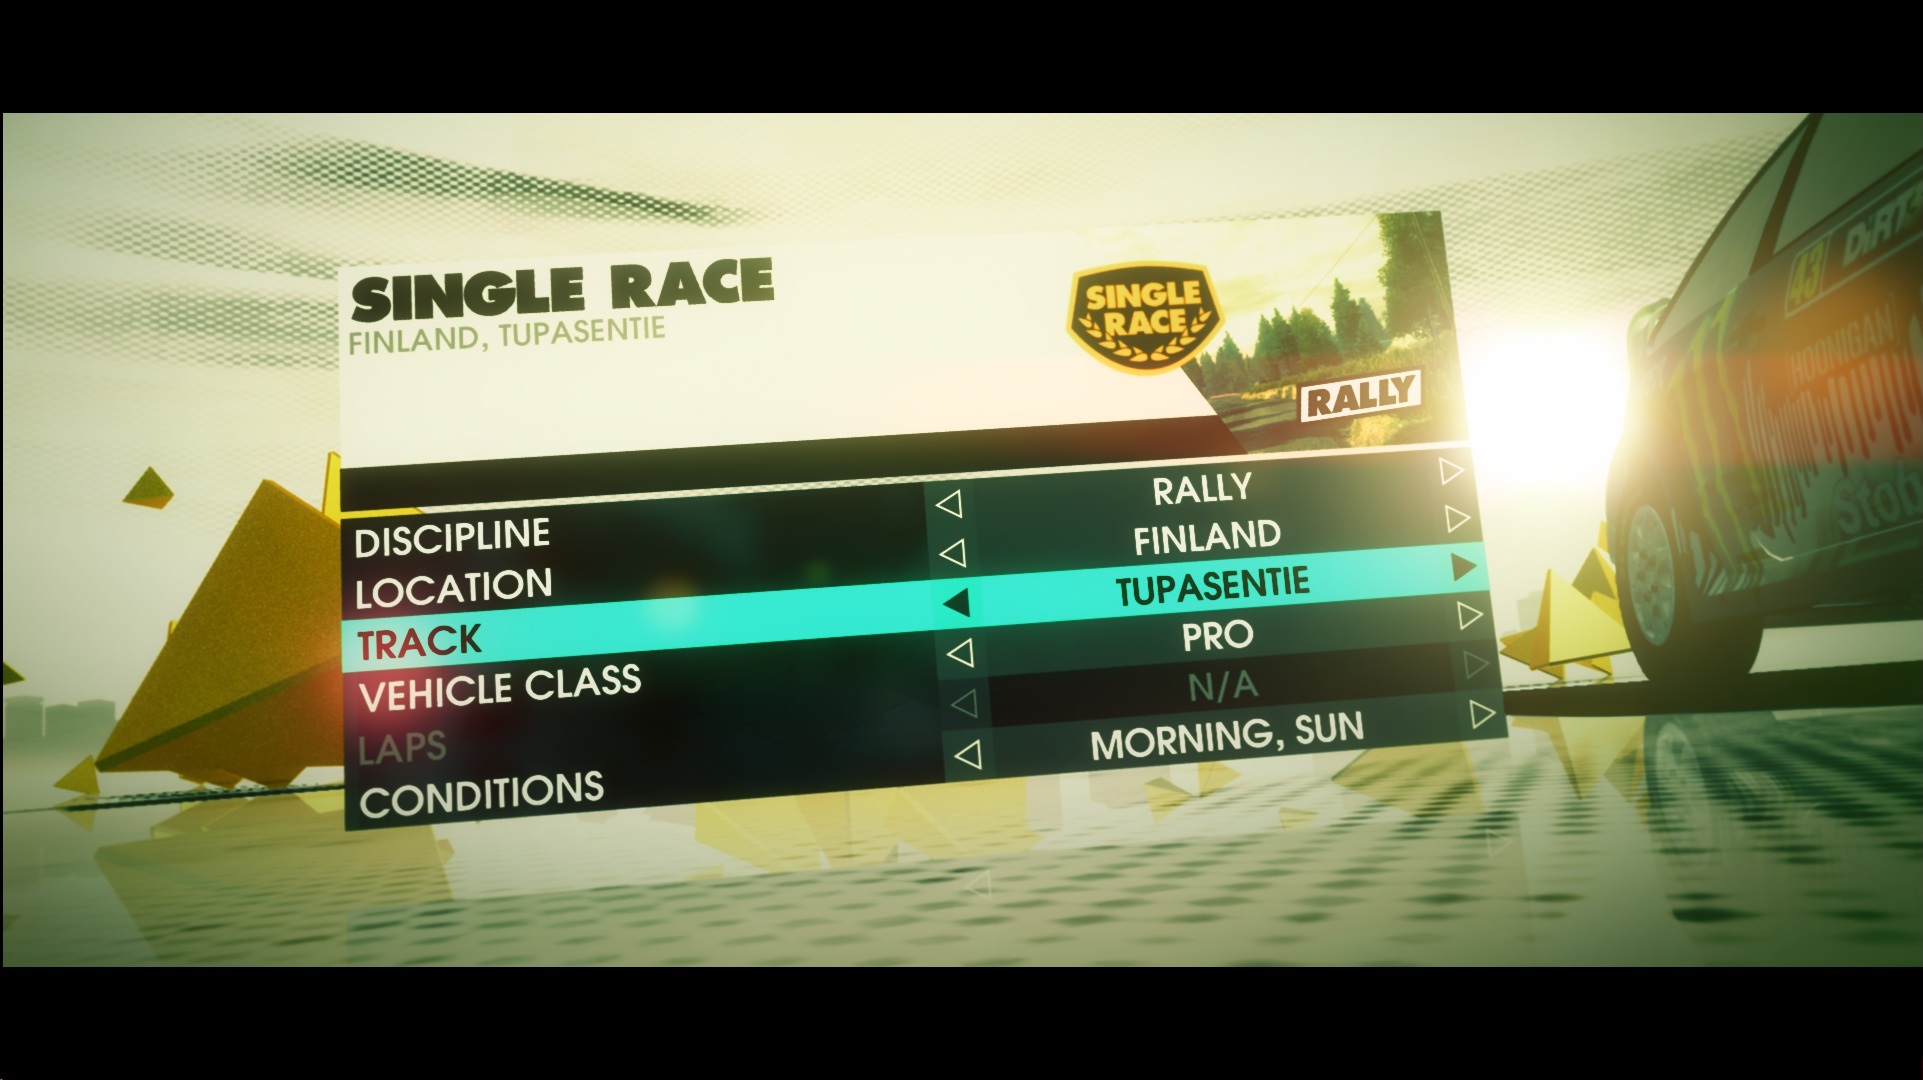 SINGLE RACE
FINLAND, TUPASENTIE
SINGLE
RACE
RALLY
DISCIPLINE RALLY
LOCATION FINLAND
TRACK TUPASENTIE
VEHICLE CLASS PRO
LAPS N/A
CONDITIONS MORNING, SUN
43
HOONIGAN